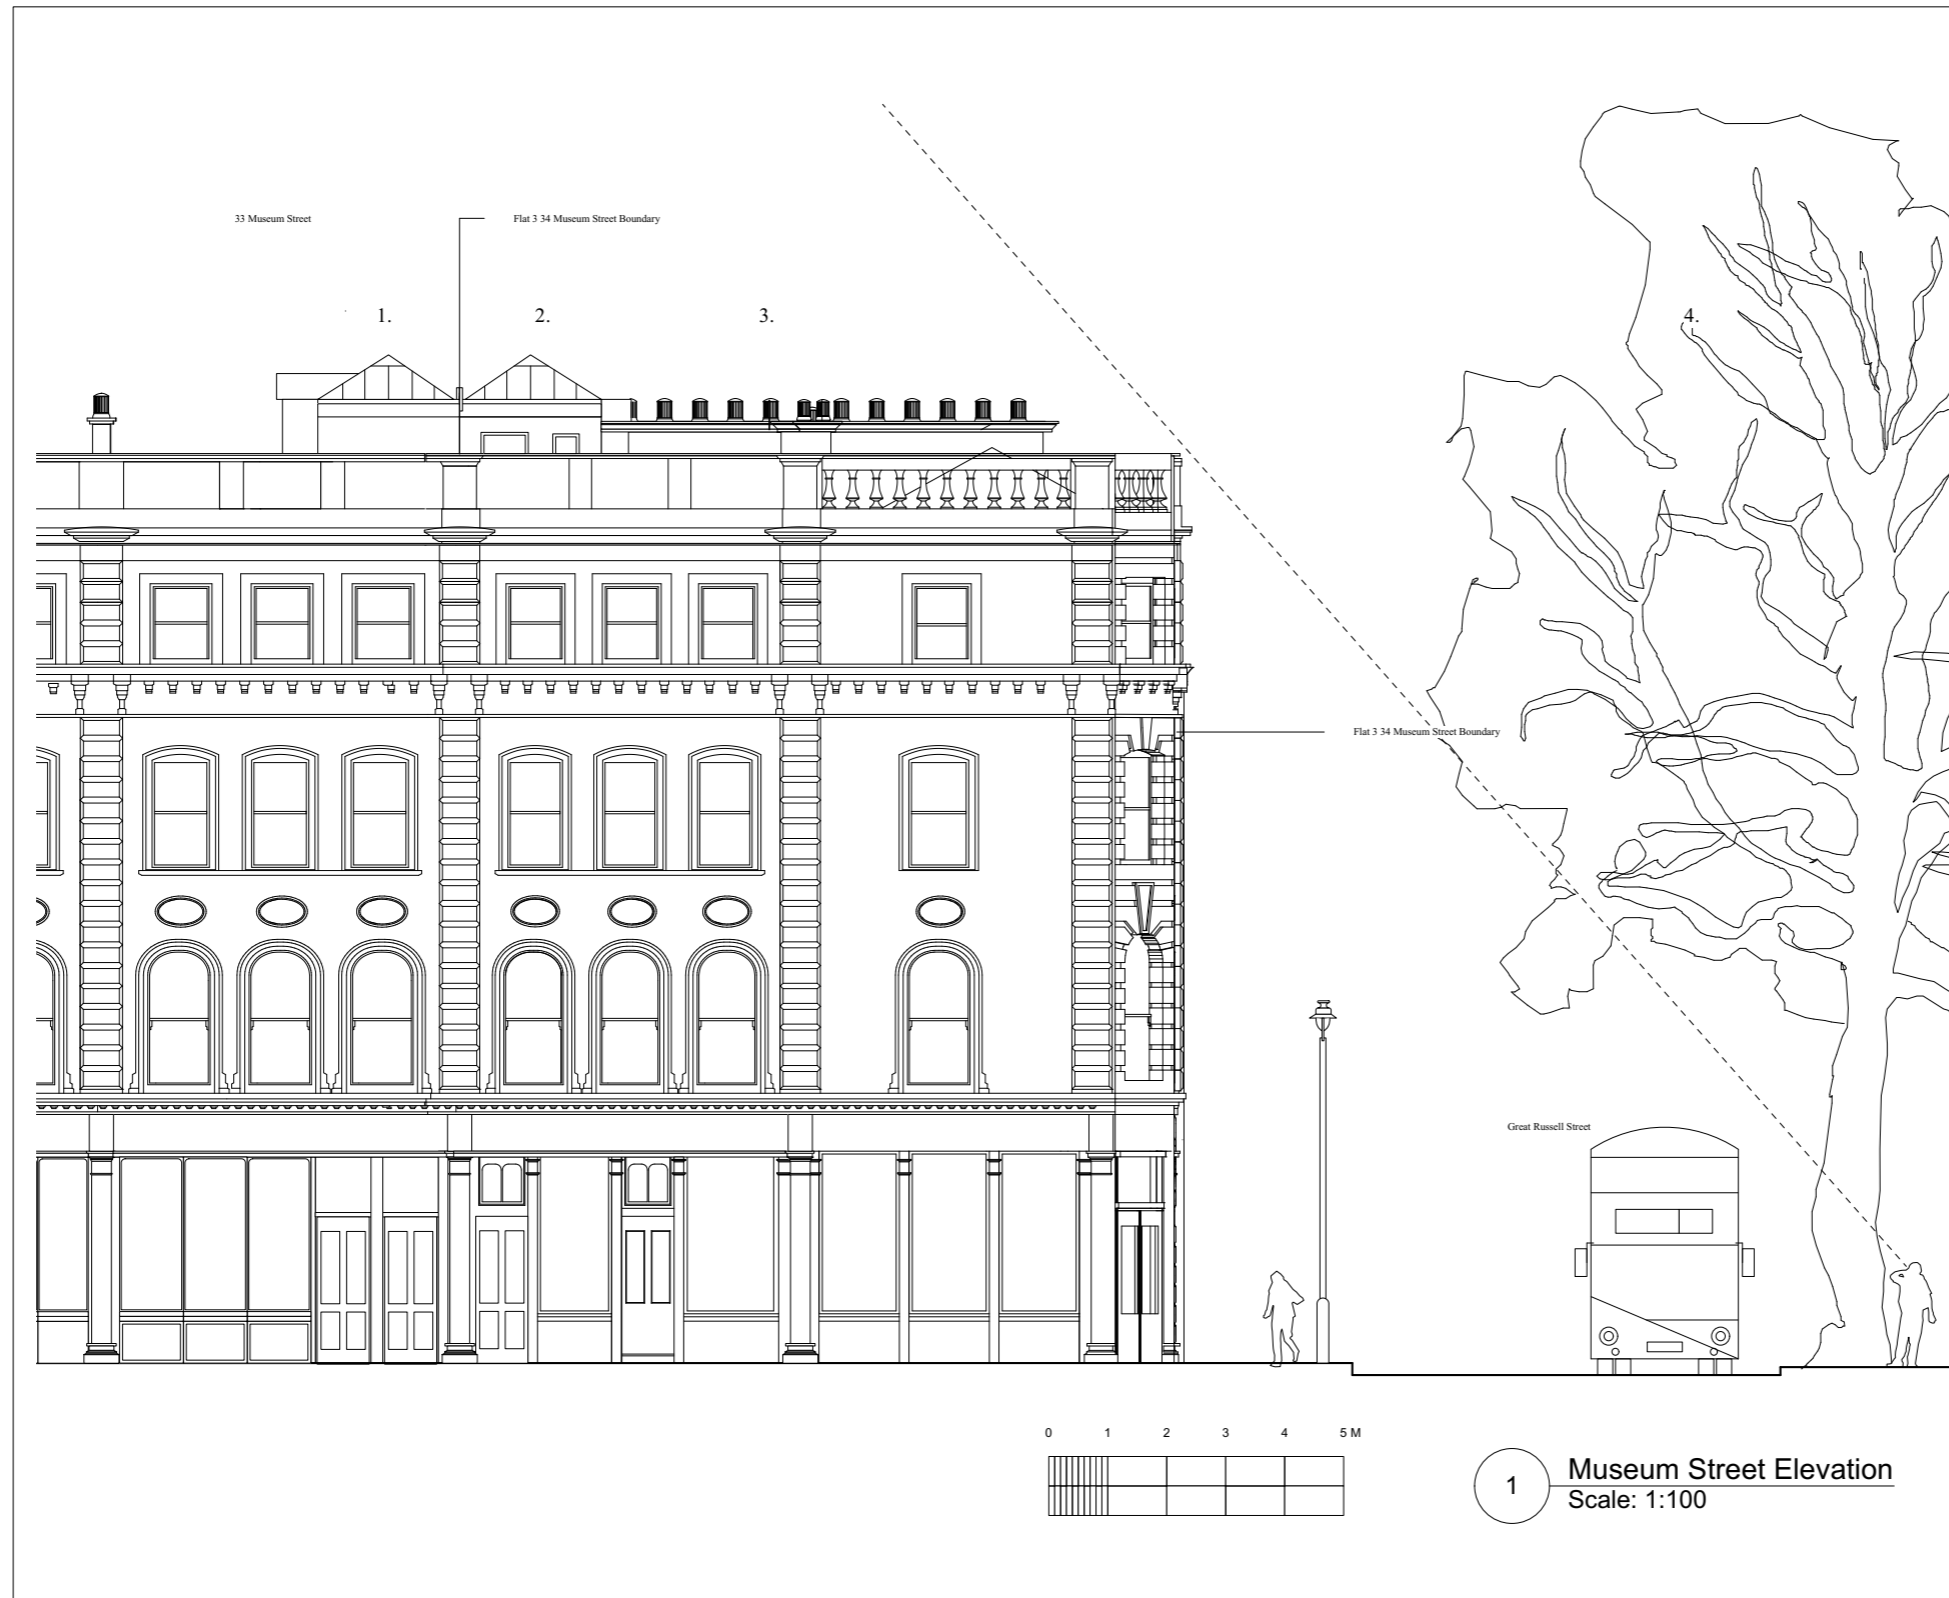 33 Museum Street
Flat 3 34 Museum Street Boundary
1.
2.
3.
4.
Flat 3 34 Museum Street Boundary
Great Russell Street
0 1 2 3 4 5 M
1
Museum Street Elevation
Scale: 1:100